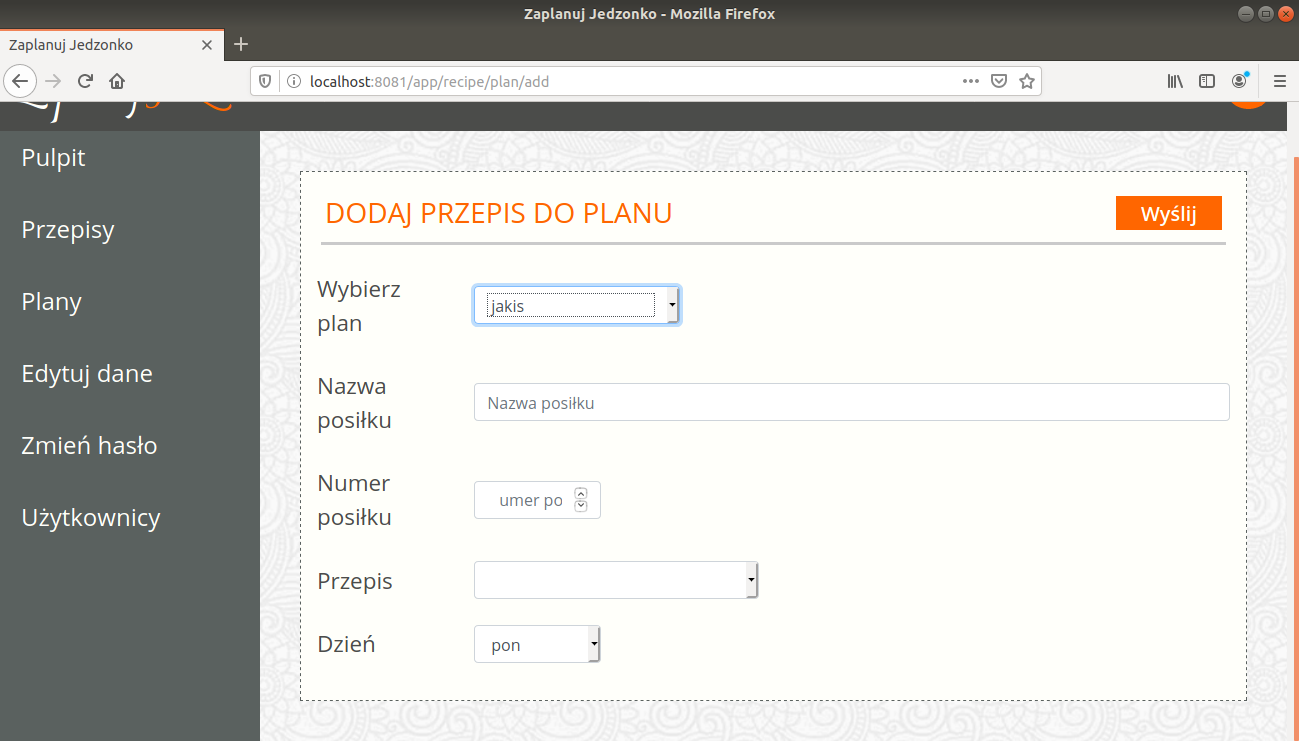 Zaplanuj Jedzonko - Mozilla Firefox
Zaplanuj Jedzonko
localhost:8081/app/recipe/plan/add
Pulpit
Przepisy
Plany
Edytuj dane
Zmień hasło
Użytkownicy
DODAJ PRZEPIS DO PLANU
Wyślij
Wybierz
plan
jakis
Nazwa
posiłku
Nazwa posiłku
Numer
posiłku
umer po
Przepis
Dzień
pon